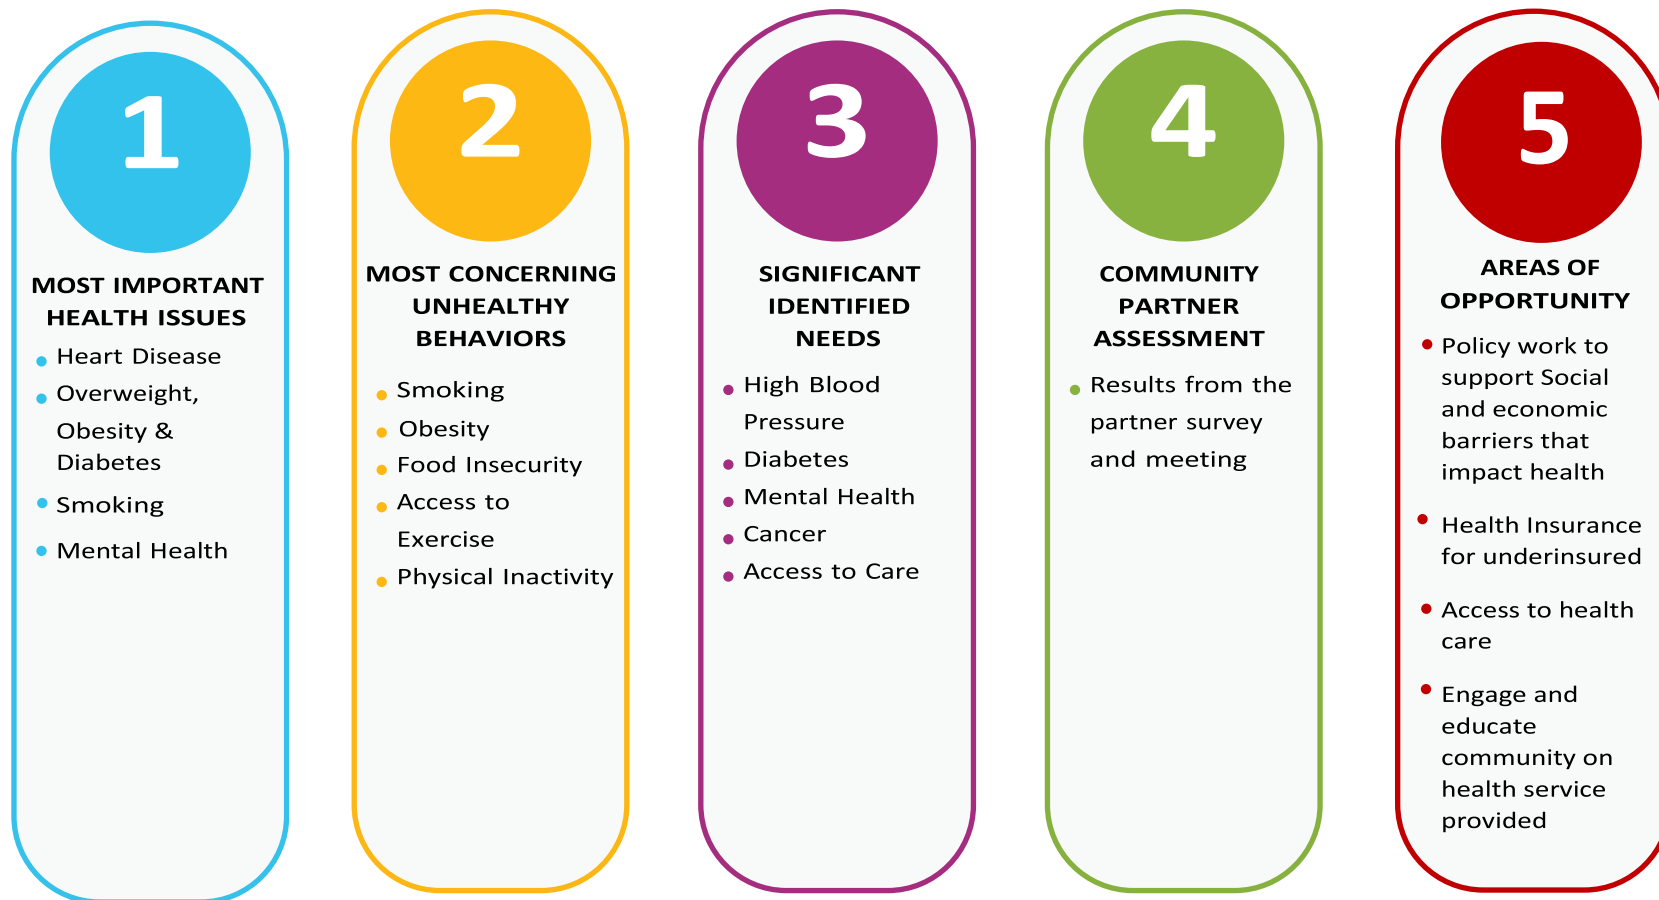 1
MOST IMPORTANT
HEALTH ISSUES
Heart Disease
Overweight,
Obesity &
Diabetes
Smoking
Mental Health
2
MOST CONCERNING
UNHEALTHY
BEHAVIORS
Smoking
Obesity
Food Insecurity
Access to
Exercise
Physical Inactivity
3
SIGNIFICANT
IDENTIFIED
NEEDS
High Blood
Pressure
Diabetes
Mental Health
Cancer
Access to Care
4
COMMUNITY
PARTNER
ASSESSMENT
Results from the
partner survey
and meeting
5
AREAS OF
OPPORTUNITY
Policy work to
support Social
and economic
barriers that
impact health
Health Insurance
for underinsured
Access to health
care
Engage and
educate
community on
health service
provided